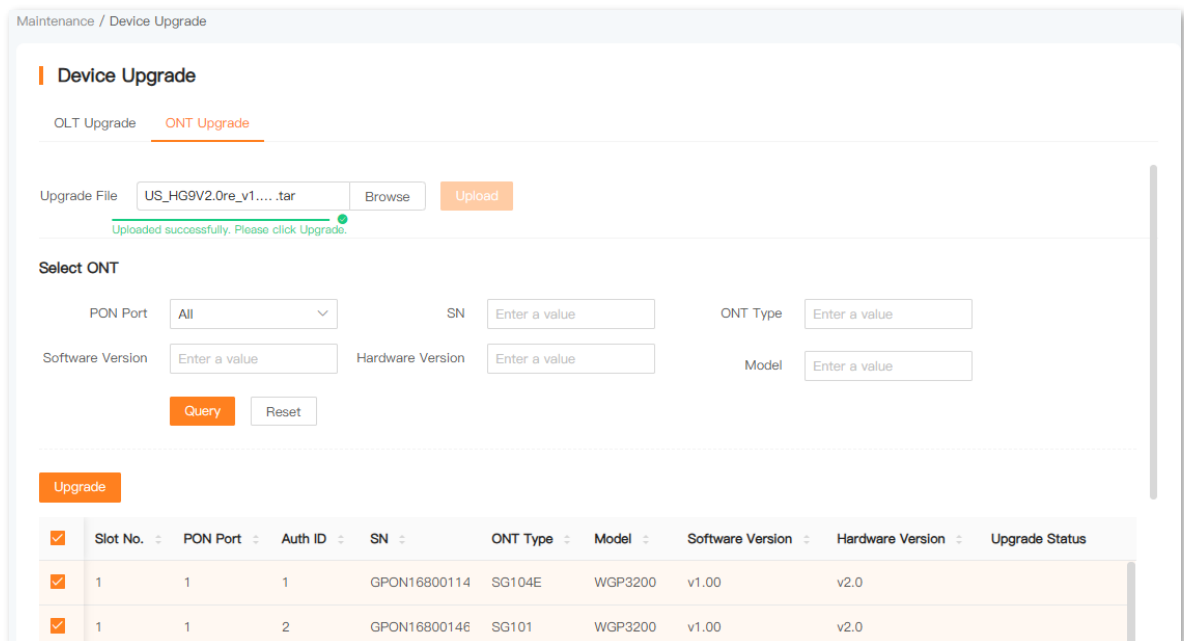 Maintenance / Device Upgrade
Device Upgrade
OLT Upgrade ONT Upgrade
Upgrade File US_HG9V2.0re_v1.... .tar Browse Upload
Uploaded successfully. Please click Upgrade.
Select ONT
PON Port All SN Enter a value ONT Type Enter a value
Software Version Enter a value Hardware Version Enter a value Model Enter a value
Query Reset
Upgrade
Slot No. PON Port Auth ID SN ONT Type Model Software Version Hardware Version Upgrade Status
1 1 1 GPON16800114 SG104E WGP3200 v1.00 v2.0
1 1 2 GPON16800146 SG101 WGP3200 v1.00 v2.0